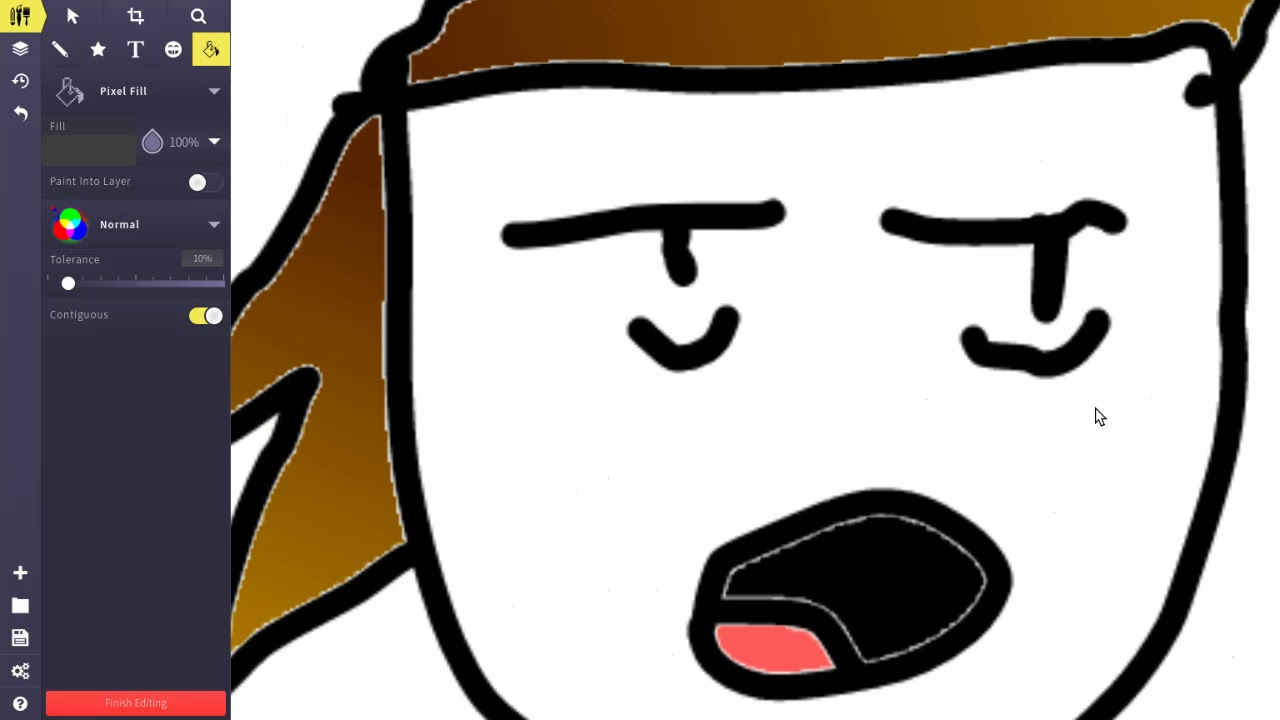 T
Pixel Fill
Fill
100%
Paint Into Layer
Normal
Tolerance
10%
Contiguous
Finish Editing